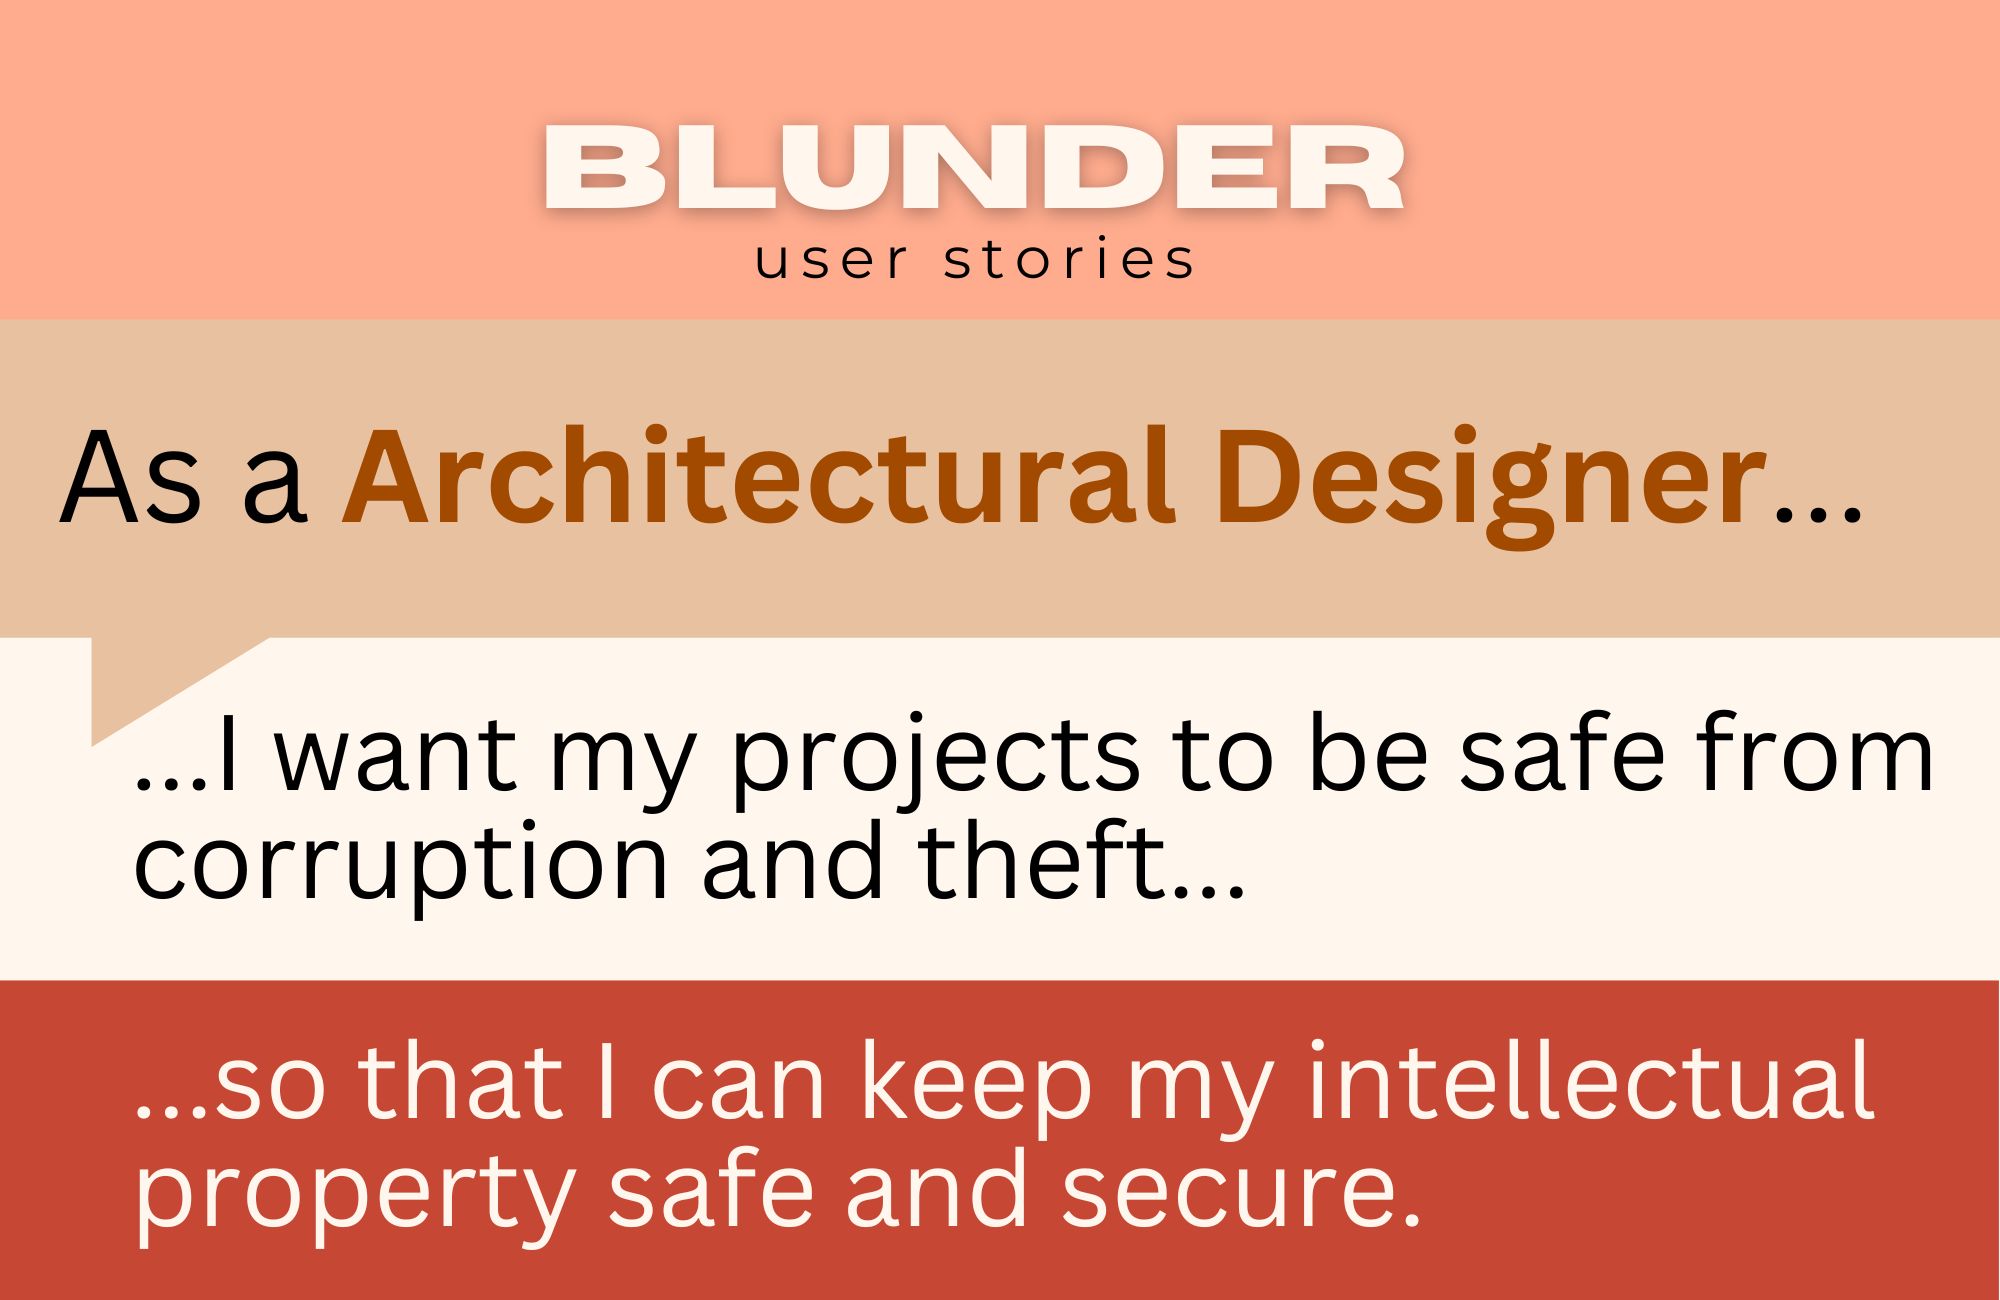 BLUNDER
user stories
As a Architectural Designer...
...I want my projects to be safe from
corruption and theft...
...so that I can keep my intellectual
property safe and secure.